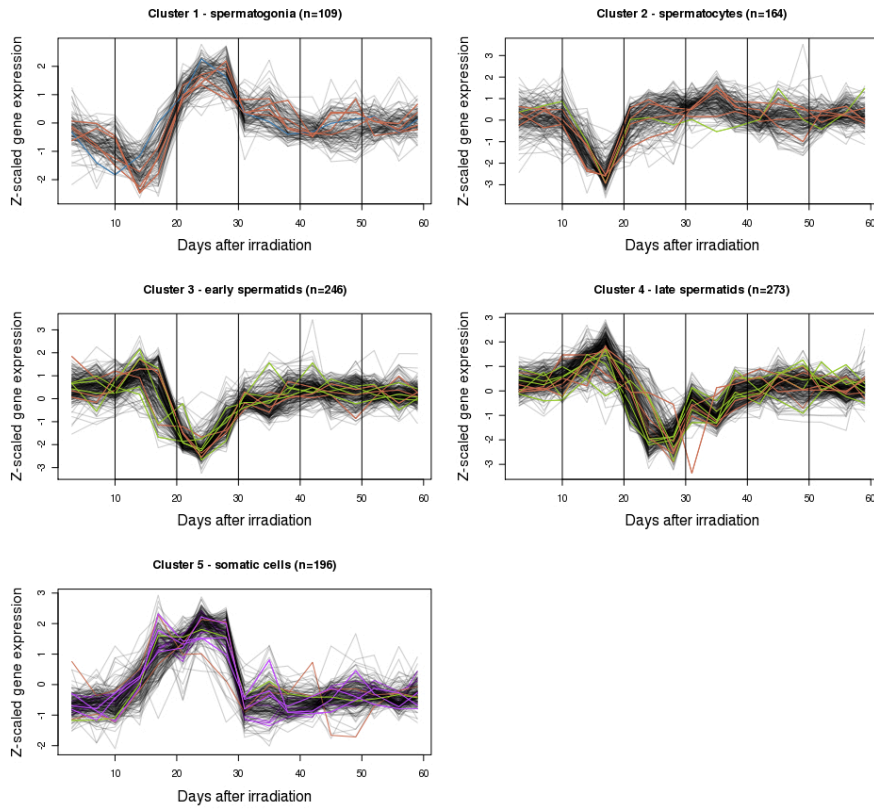 Cluster 1 - spermatogonia (n=109)
Z-scaled gene expression
2
1
0
-1
-2
10 20 30 40 50 60
Days after irradiation
Cluster 2 - spermatocytes (n=164)
Z-scaled gene expression
3
2
1
0
-1
-2
-3
10 20 30 40 50 60
Days after irradiation
Cluster 3 - early spermatids (n=246)
Z-scaled gene expression
3
2
1
0
-1
-2
-3
10 20 30 40 50 60
Days after irradiation
Cluster 4 - late spermatids (n=273)
Z-scaled gene expression
3
2
1
0
-1
-2
-3
10 20 30 40 50 60
Days after irradiation
Cluster 5 - somatic cells (n=196)
Z-scaled gene expression
3
2
1
0
-1
-2
10 20 30 40 50 60
Days after irradiation